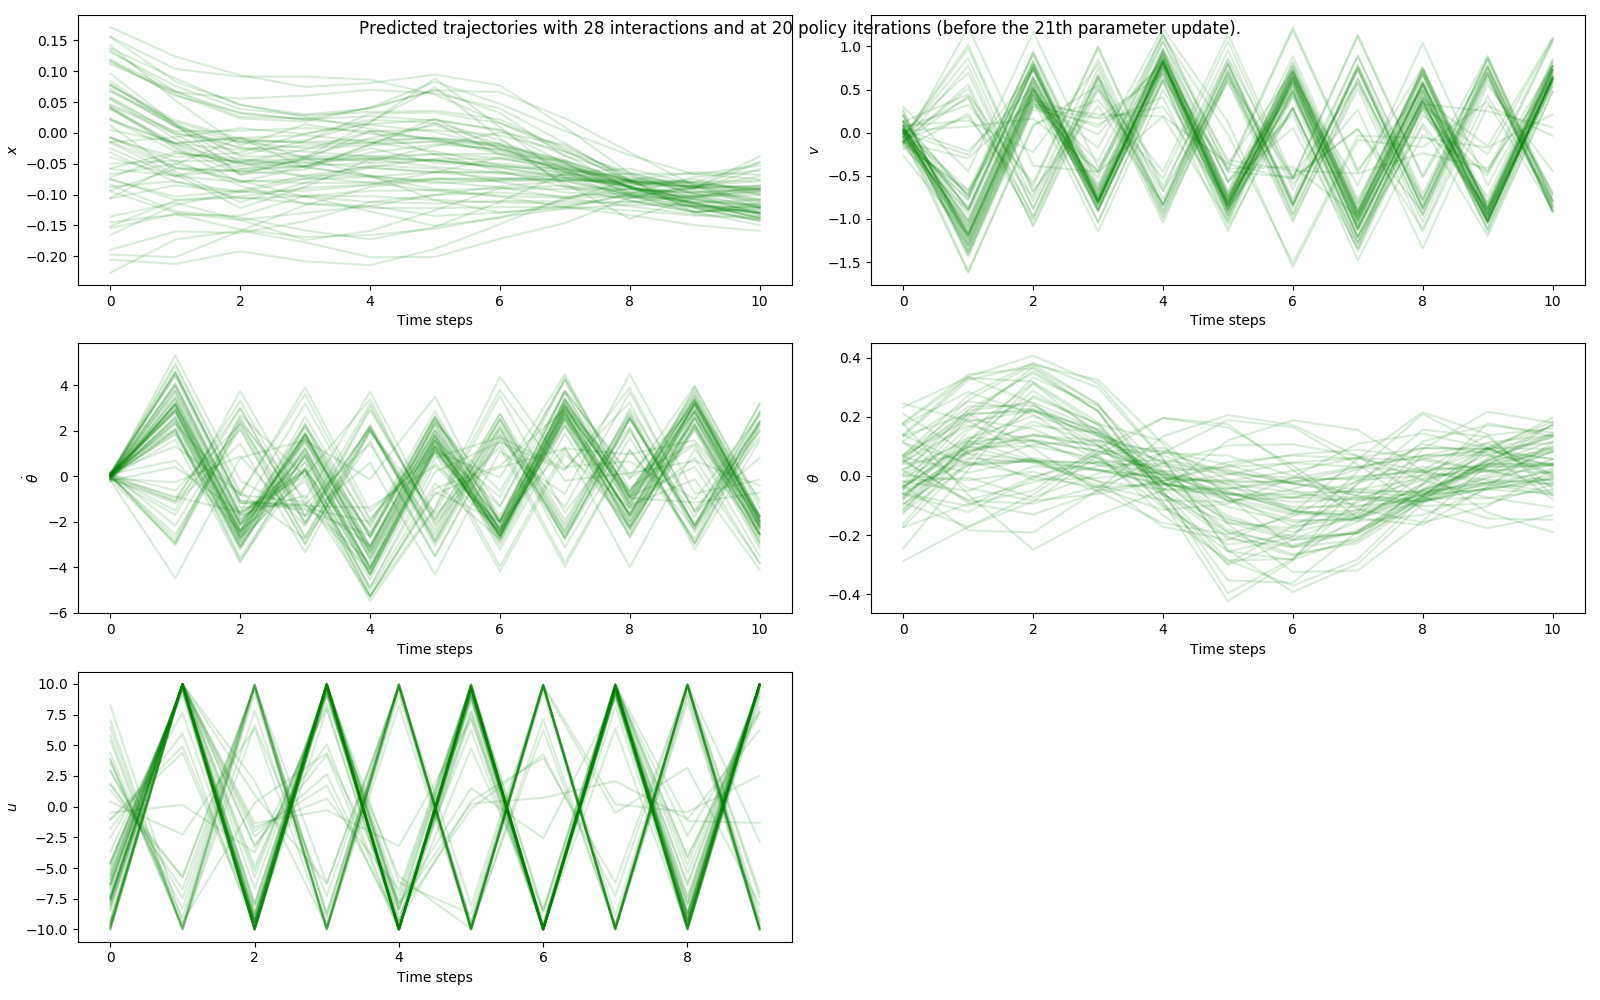 Predicted trajectories with 28 interactions and at 20 policy iterations (before the 21th parameter update).
0.15
0.10
0.05
0.00
−0.05
−0.10
−0.15
−0.20
x
0 2 4 6 8 10
Time steps
1.0
0.5
0.0
−0.5
−1.0
−1.5
v
0 2 4 6 8 10
Time steps
4
2
0
−2
−4
−6
θ̇
0 2 4 6 8 10
Time steps
0.4
0.2
0.0
−0.2
−0.4
θ
0 2 4 6 8 10
Time steps
10.0
7.5
5.0
2.5
0.0
−2.5
−5.0
−7.5
−10.0
u
0 2 4 6 8
Time steps